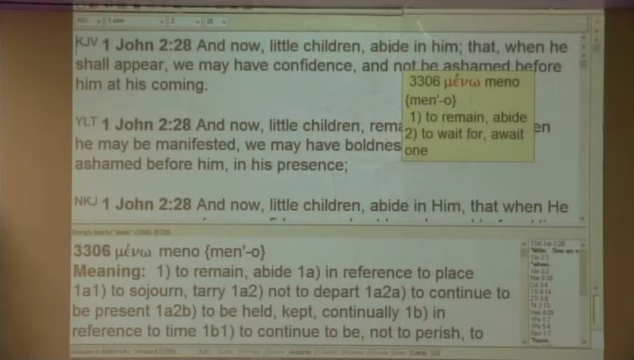 KJV 1 John 2:28 And now, little children, abide in him; that, when he
shall appear, we may have confidence, and not be ashamed before
him at his coming.
3306 μένω meno
{men'-o}
1) to remain, abide
2) to wait for, await
one
YLT 1 John 2:28 And now, little children, rema en
he may be manifested, we may have boldnes
ashamed before him, in his presence;
NKJ 1 John 2:28 And now, little children, abide in Him, that when He
3306 μένω meno {men'-o}
Meaning: 1) to remain, abide 1a) in reference to place
1a1) to sojourn, tarry 1a2) not to depart 1a2a) to continue to
be present 1a2b) to be held, kept, continually 1b) in
reference to time 1b1) to continue to be, not to perish, to